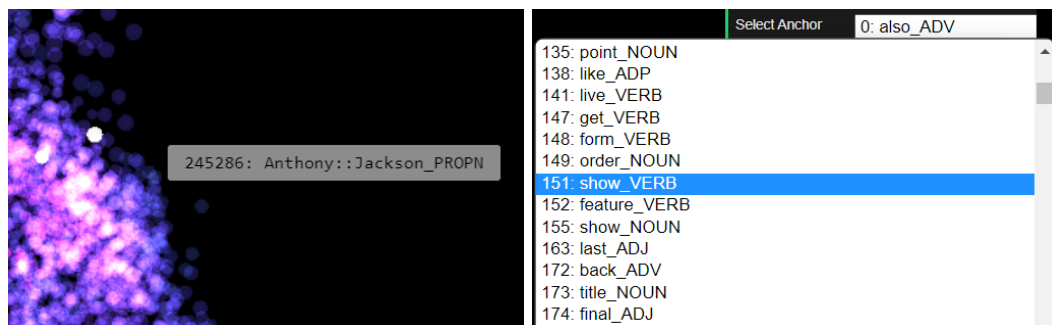 245286: Anthony::Jackson_PROPN
Select Anchor
0: also_ADV
135: point_NOUN
138: like_ADP
141: live_VERB
147: get_VERB
148: form_VERB
149: order_NOUN
151: show_VERB
152: feature_VERB
155: show_NOUN
163: last_ADJ
172: back_ADV
173: title_NOUN
174: final_ADJ